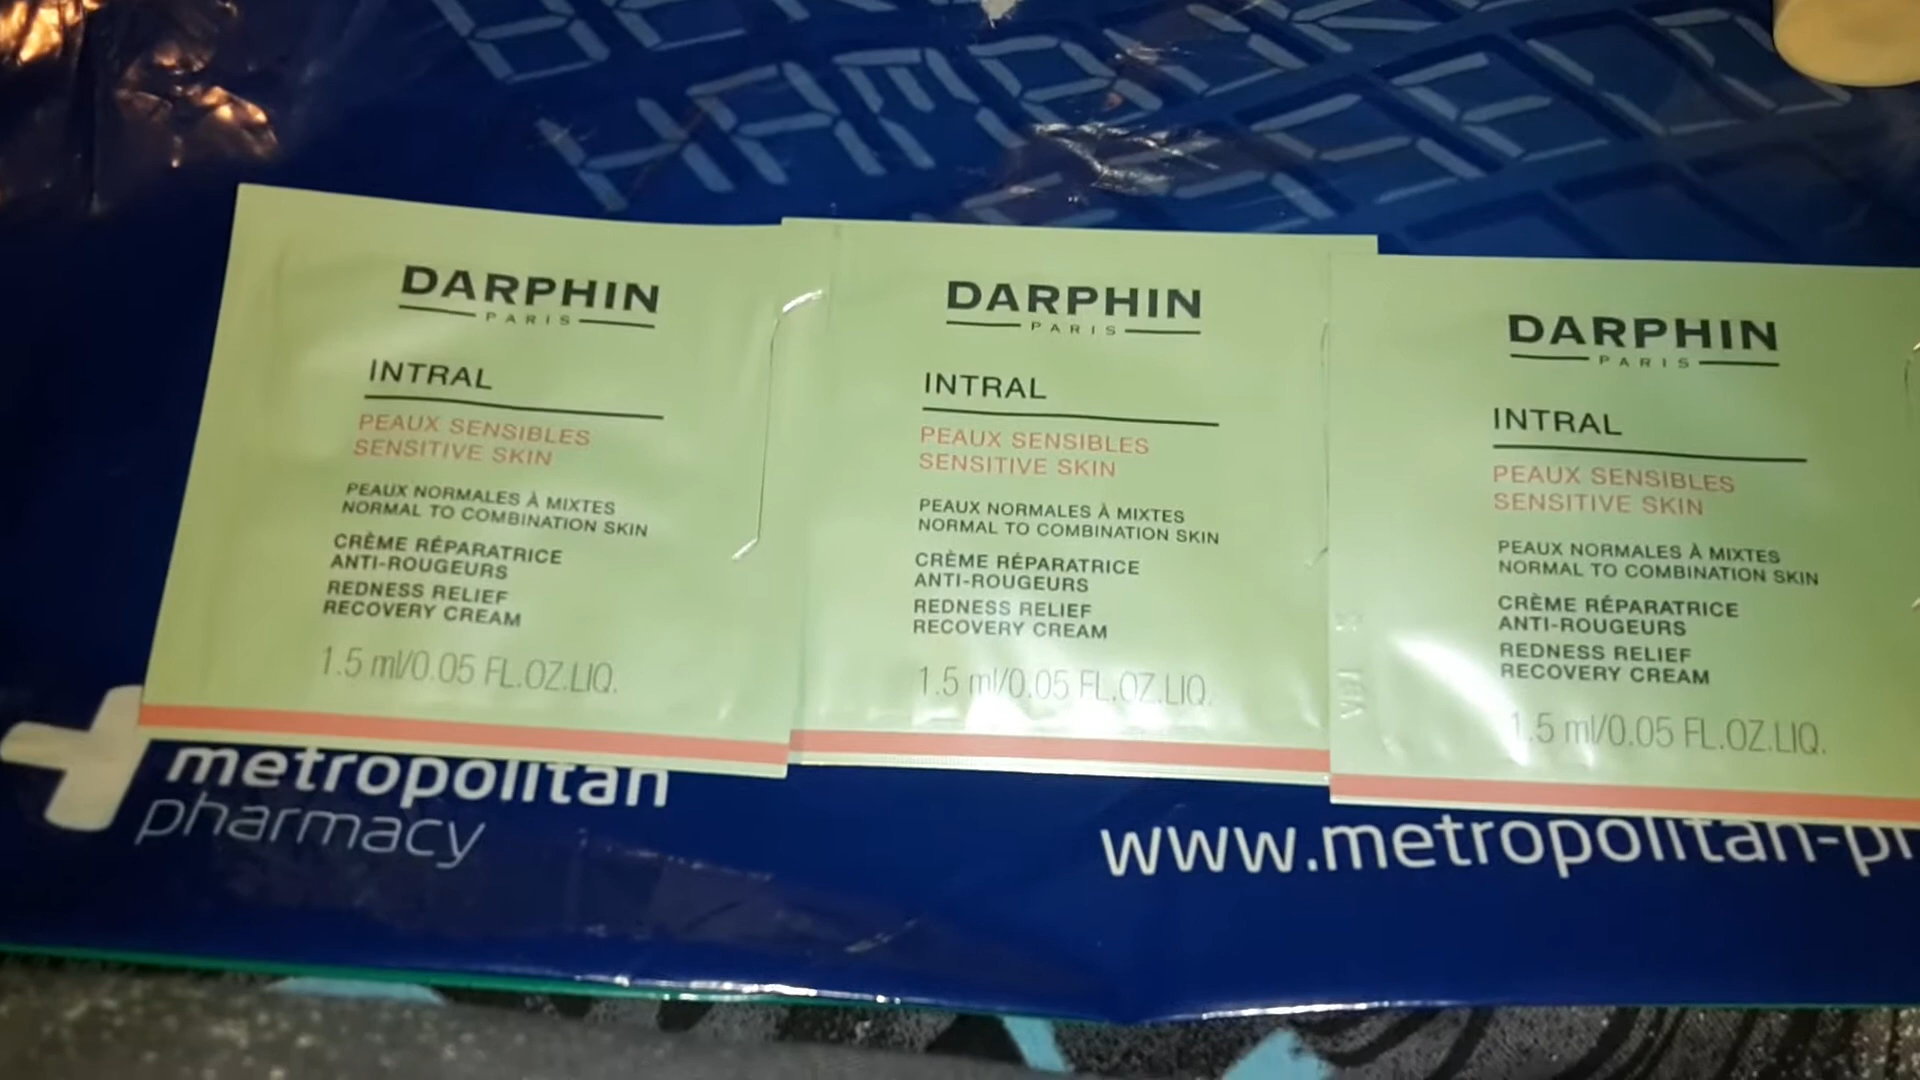 HAMP
DARPHIN
PARIS
INTRAL
PEAUX SENSIBLES
SENSITIVE SKIN
PEAUX NORMALES À MIXTES
NORMAL TO COMBINATION SKIN
CRÈME RÉPARATRICE
ANTI-ROUGEURS
REDNESS RELIEF
RECOVERY CREAM
1.5 ml/0.05 FL.OZ.LIQ.
DARPHIN
PARIS
INTRAL
PEAUX SENSIBLES
SENSITIVE SKIN
PEAUX NORMALES À MIXTES
NORMAL TO COMBINATION SKIN
CRÈME RÉPARATRICE
ANTI-ROUGEURS
REDNESS RELIEF
RECOVERY CREAM
1.5 ml/0.05 FL.OZ.LIQ.
DARPHIN
PARIS
INTRAL
PEAUX SENSIBLES
SENSITIVE SKIN
PEAUX NORMALES À MIXTES
NORMAL TO COMBINATION SKIN
CRÈME RÉPARATRICE
ANTI-ROUGEURS
REDNESS RELIEF
RECOVERY CREAM
1.5 ml/0.05 FL.OZ.LIQ.
metropolitan
pharmacy
www.metropolitan-p